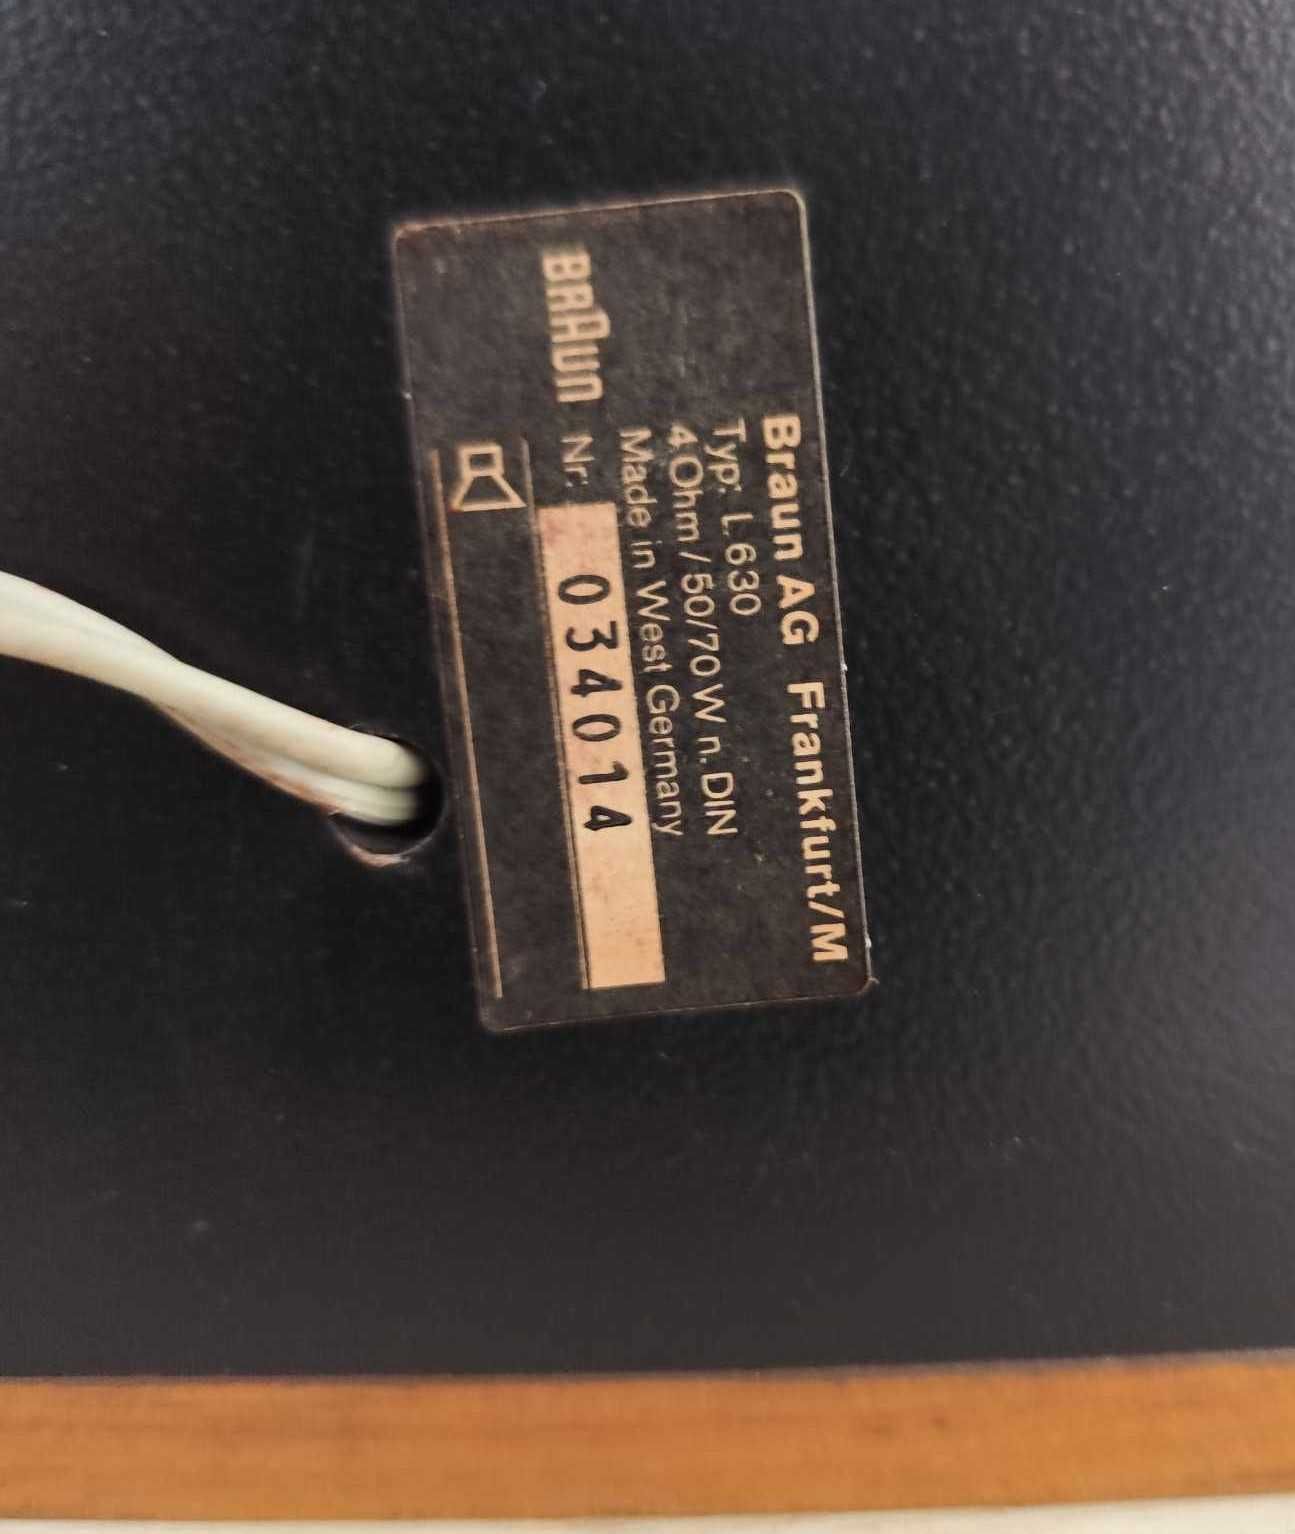 Braun AG Frankfurt/M
Typ: L 630
4 Ohm / 50/70 W n. DIN
Made in West Germany
BRAUN Nr. 034014